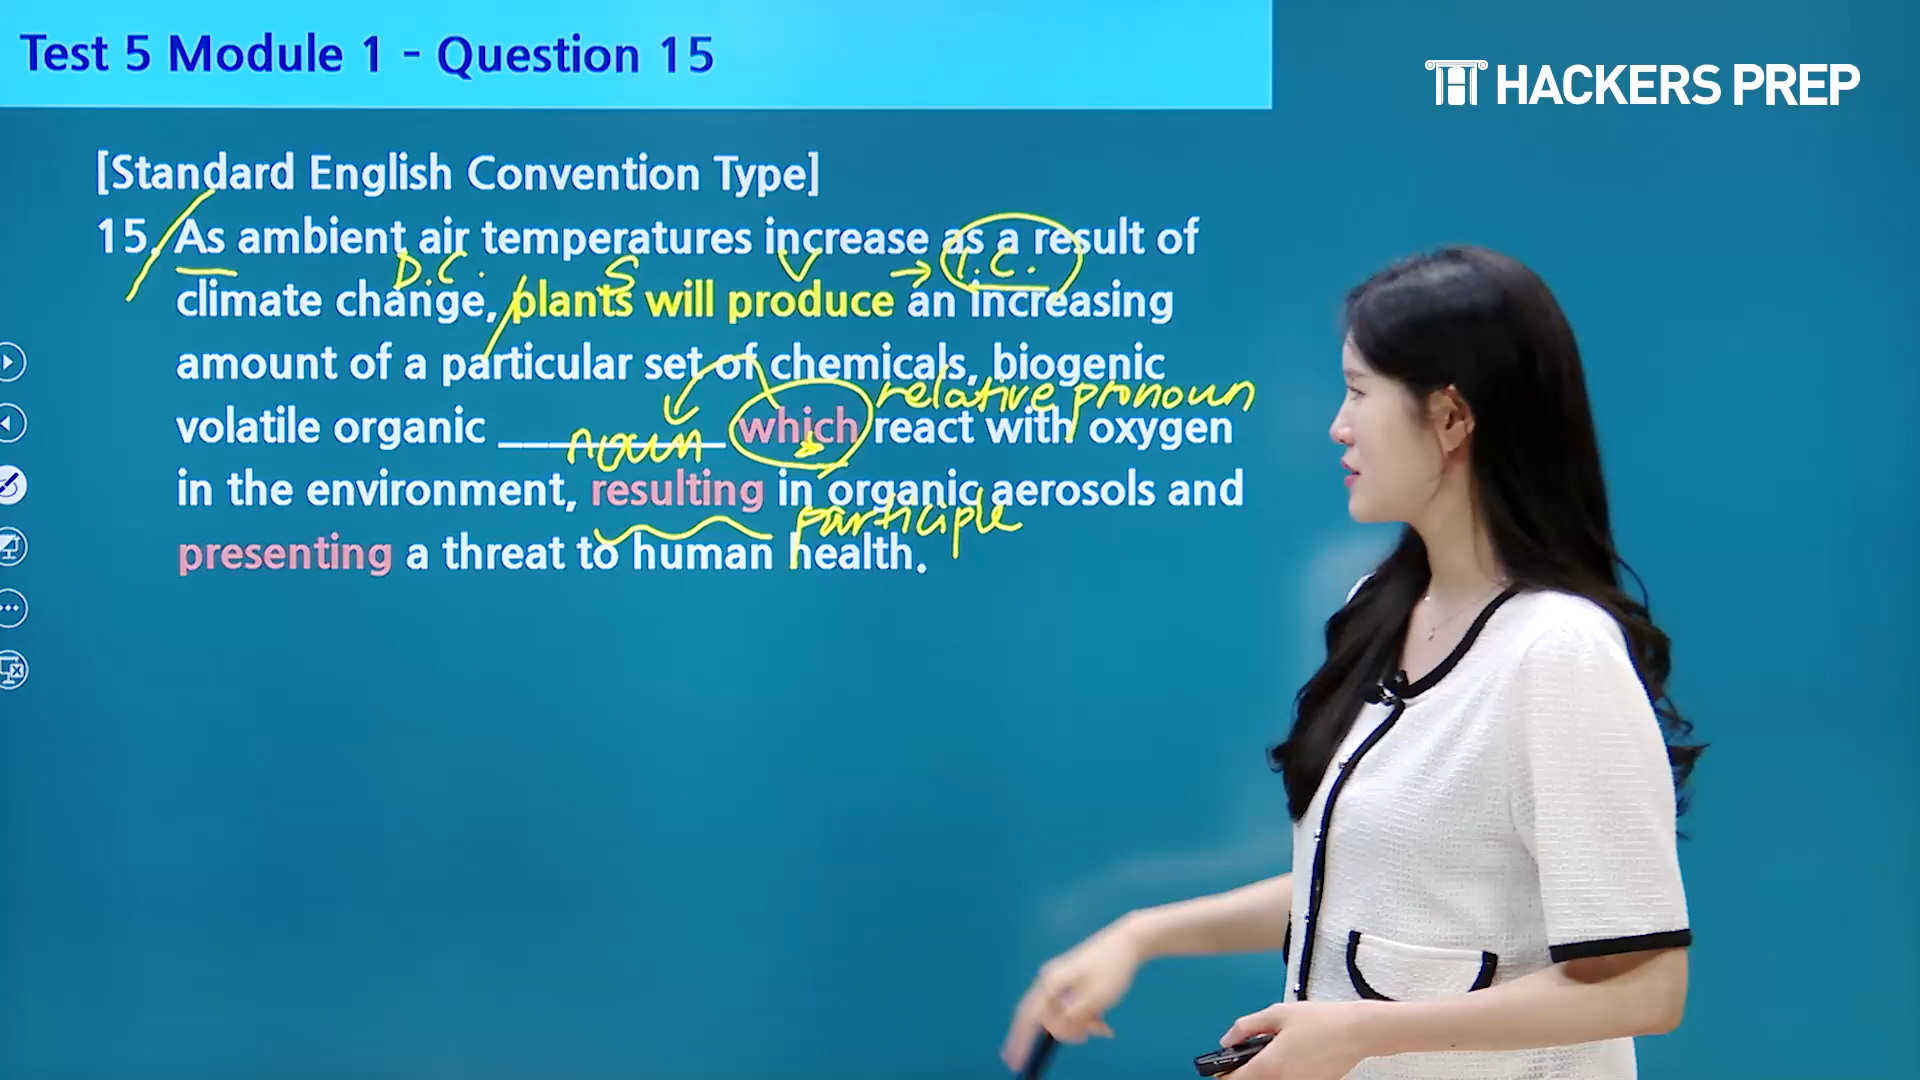 Test 5 Module 1 - Question 15
HACKERS PREP
[Standard English Convention Type]
15. As ambient air temperatures increase as a result of
D.C. S V → I.C.
climate change, plants will produce an increasing
amount of a particular set of chemicals, biogenic
relative pronoun
volatile organic __________ which react with oxygen
noun
in the environment, resulting in organic aerosols and
participle
presenting a threat to human health.